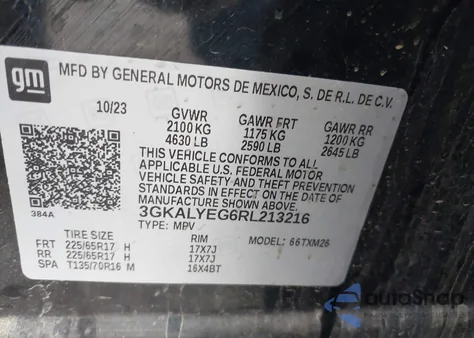 gm
MFD BY GENERAL MOTORS DE MEXICO, S. DE R.L. DE C.V.
10/23 GVWR GAWR FRT GAWR RR
2100 KG 1175 KG 1200 KG
4630 LB 2590 LB 2645 LB
THIS VEHICLE CONFORMS TO ALL
APPLICABLE U.S. FEDERAL MOTOR
VEHICLE SAFETY AND THEFT PREVENTION
STANDARDS IN EFFECT ON THE DATE OF
MANUFACTURE SHOWN ABOVE.
384A 3GKALYEG6RL213216
TYPE: MPV MODEL: 66TXM26
TIRE SIZE RIM
FRT 225/65R17 H 17X7J
RR 225/65R17 H 17X7J
SPA T135/70R16 M 16X4BT
autoSnap